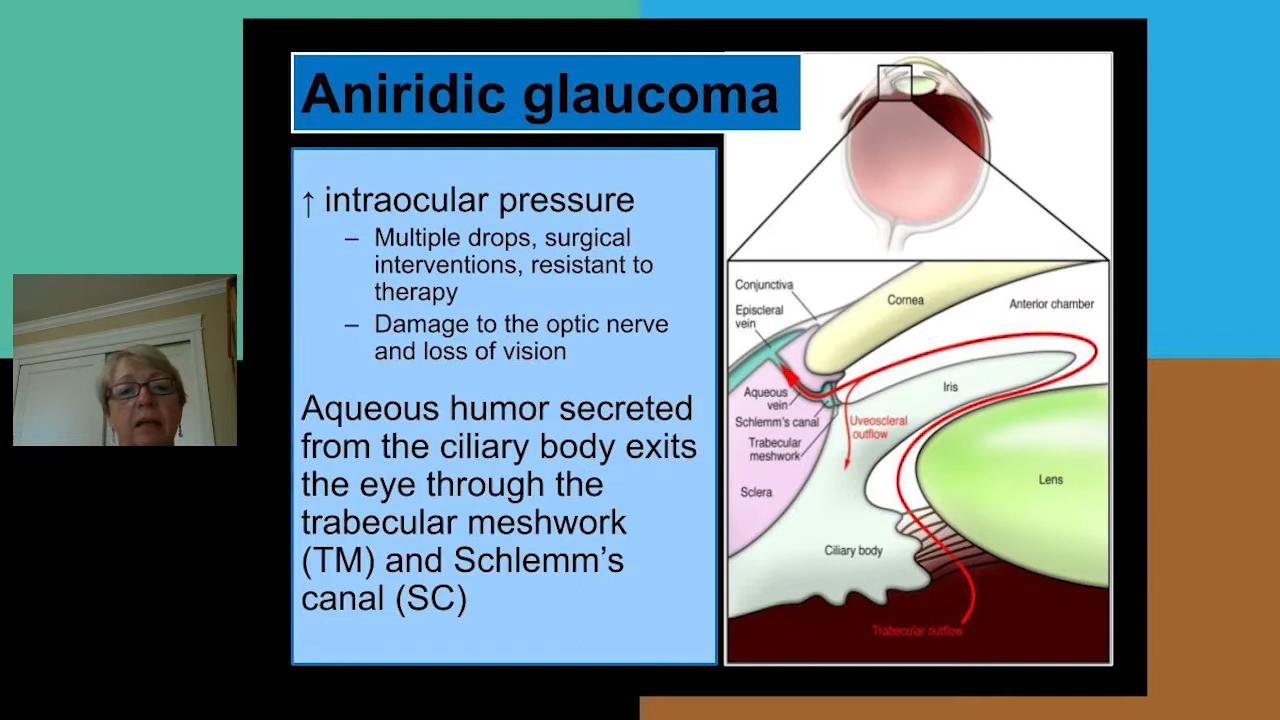 Aniridic glaucoma
↑ intraocular pressure
– Multiple drops, surgical
interventions, resistant to
therapy
– Damage to the optic nerve
and loss of vision
Aqueous humor secreted
from the ciliary body exits
the eye through the
trabecular meshwork
(TM) and Schlemm’s
canal (SC)
Conjunctiva
Episcleral
vein
Cornea
Anterior chamber
Aqueous
vein
Iris
Schlemm's canal
Uveoscleral
outflow
Trabecular
meshwork
Sclera
Lens
Ciliary body
Trabecular outflow